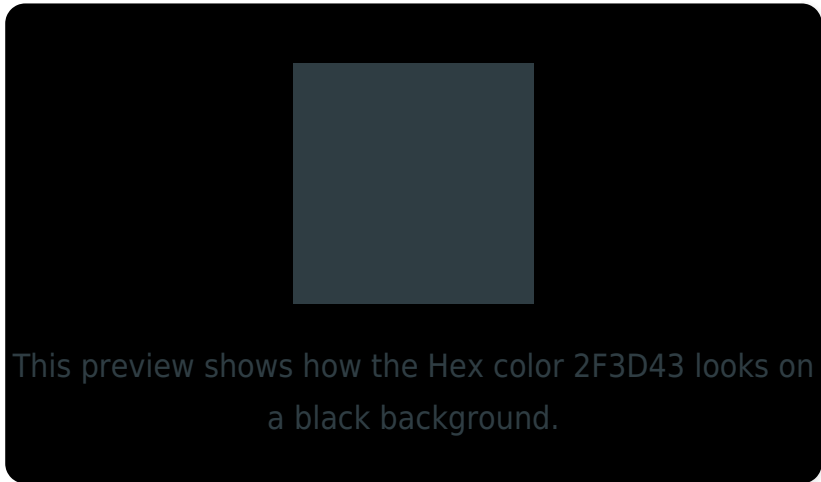 This preview shows how the Hex color 2F3D43 looks on
a black background.